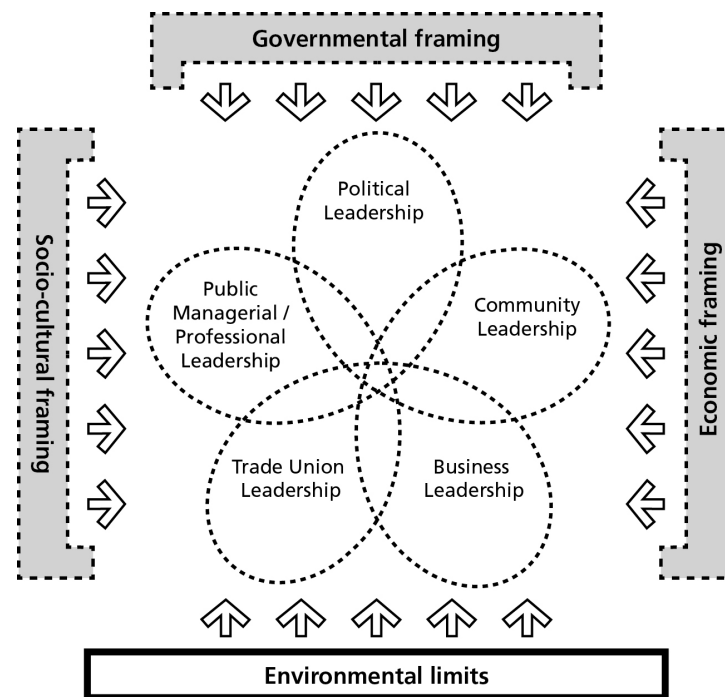 Governmental framing
Socio-cultural framing
Political
Leadership
Public
Managerial /
Professional
Leadership
Community
Leadership
Economic framing
Trade Union
Leadership
Business
Leadership
Environmental limits